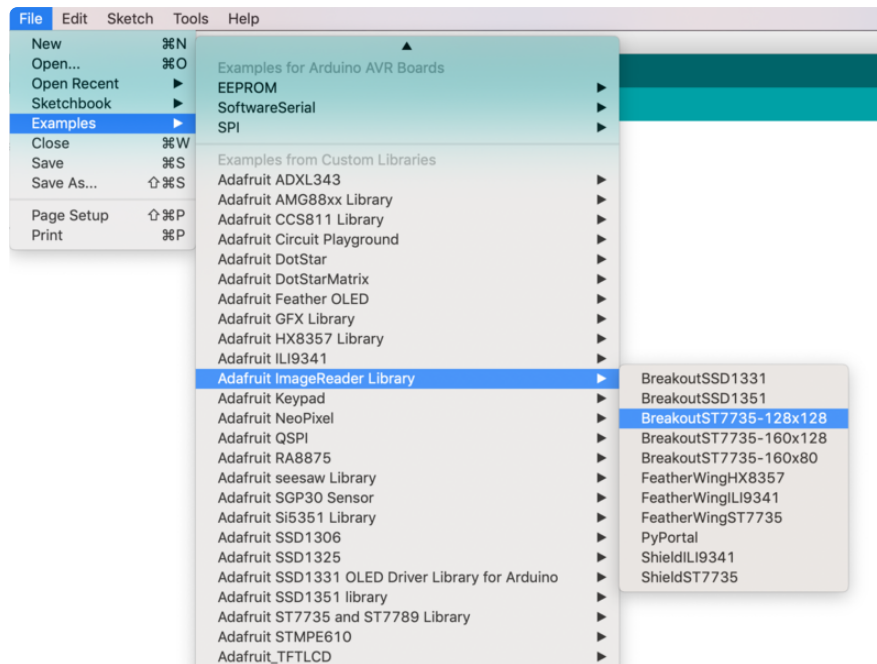 File Edit Sketch Tools Help
New ⌘N
Open... ⌘O
Open Recent ▶
Sketchbook ▶
Examples ▶
Close ⌘W
Save ⌘S
Save As... ⇧⌘S
Page Setup ⇧⌘P
Print ⌘P
▲
Examples for Arduino AVR Boards
EEPROM ▶
SoftwareSerial ▶
SPI ▶
Examples from Custom Libraries
Adafruit ADXL343 ▶
Adafruit AMG88xx Library ▶
Adafruit CCS811 Library ▶
Adafruit Circuit Playground ▶
Adafruit DotStar ▶
Adafruit DotStarMatrix ▶
Adafruit Feather OLED ▶
Adafruit GFX Library ▶
Adafruit HX8357 Library ▶
Adafruit ILI9341 ▶
Adafruit ImageReader Library ▶
Adafruit Keypad ▶
Adafruit NeoPixel ▶
Adafruit QSPI ▶
Adafruit RA8875 ▶
Adafruit seesaw Library ▶
Adafruit SGP30 Sensor ▶
Adafruit Si5351 Library ▶
Adafruit SSD1306 ▶
Adafruit SSD1325 ▶
Adafruit SSD1331 OLED Driver Library for Arduino ▶
Adafruit SSD1351 library ▶
Adafruit ST7735 and ST7789 Library ▶
Adafruit STMPE610 ▶
Adafruit_TFTLCD ▶
BreakoutSSD1331
BreakoutSSD1351
BreakoutST7735-128x128
BreakoutST7735-160x128
BreakoutST7735-160x80
FeatherWingHX8357
FeatherWingILI9341
FeatherWingST7735
PyPortal
ShieldILI9341
ShieldST7735